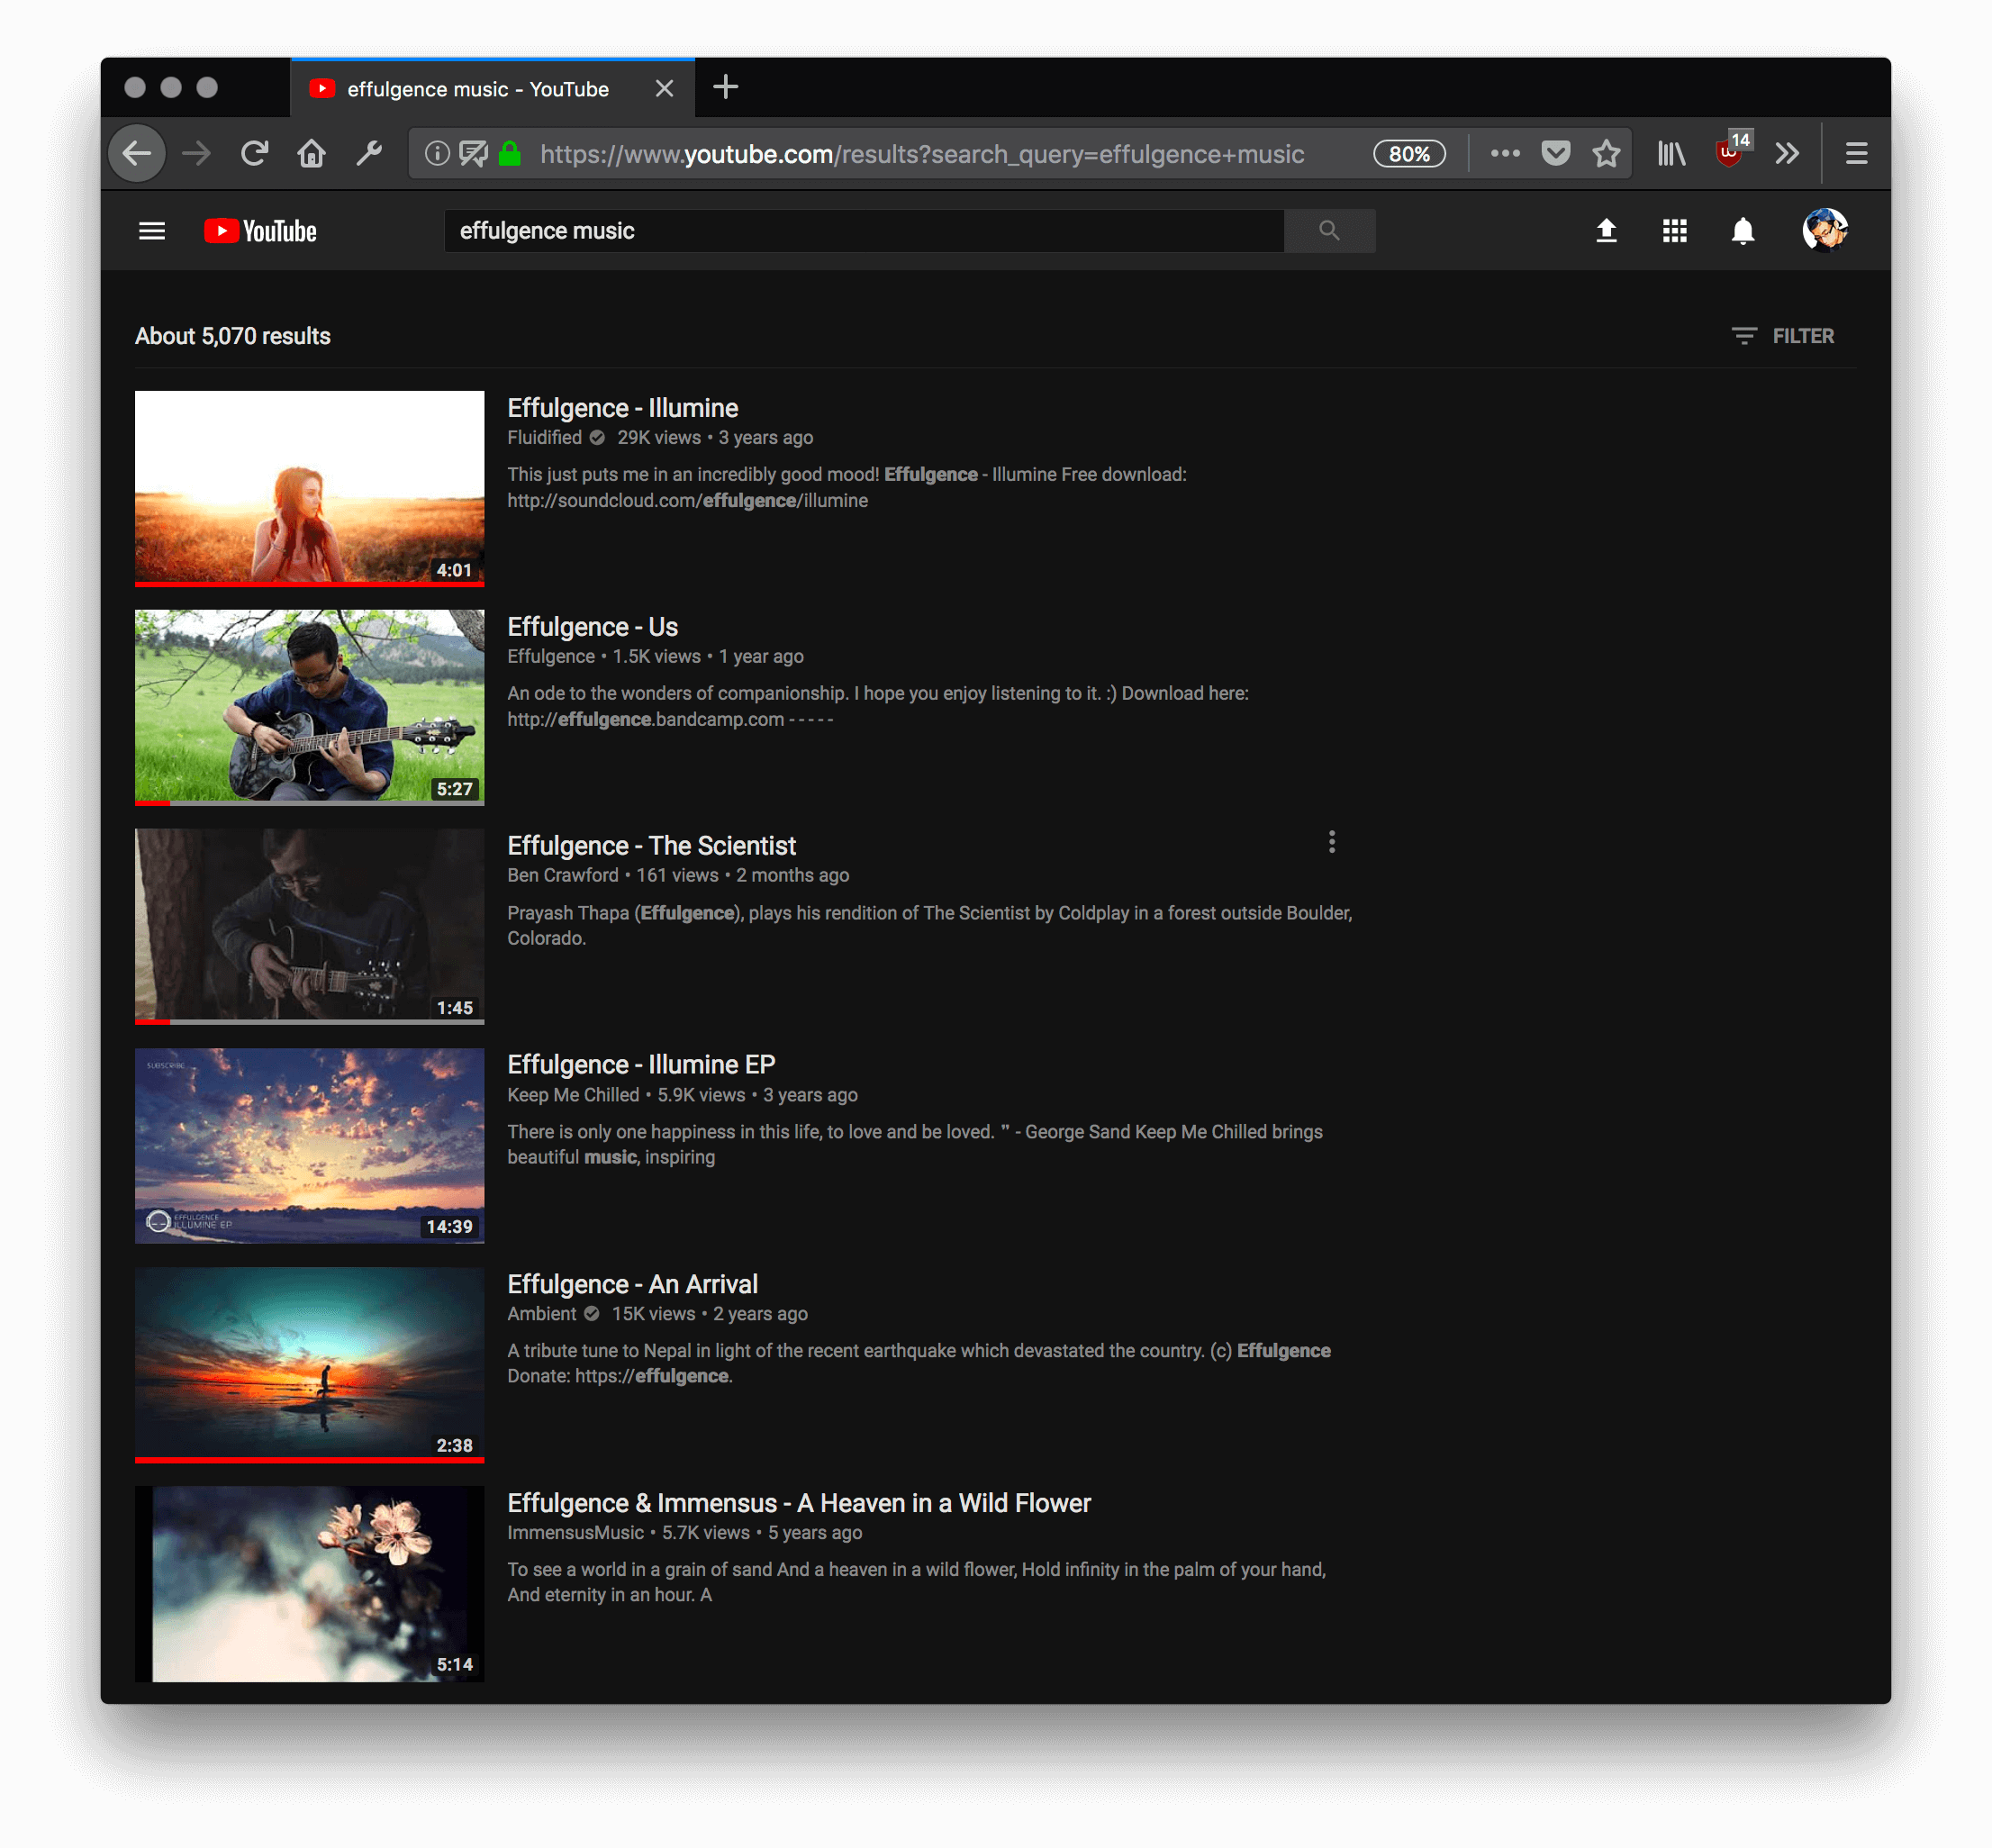 effulgence music - YouTube
https://www.youtube.com/results?search_query=effulgence+music
80%
14
YouTube
effulgence music
About 5,070 results
FILTER
4:01
Effulgence - Illumine
Fluidified 29K views • 3 years ago
This just puts me in an incredibly good mood! Effulgence - Illumine Free download:
http://soundcloud.com/effulgence/illumine
5:27
Effulgence - Us
Effulgence • 1.5K views • 1 year ago
An ode to the wonders of companionship. I hope you enjoy listening to it. :) Download here:
http://effulgence.bandcamp.com - - - - -
1:45
Effulgence - The Scientist
Ben Crawford • 161 views • 2 months ago
Prayash Thapa (Effulgence), plays his rendition of The Scientist by Coldplay in a forest outside Boulder,
Colorado.
SUBSCRIBE
EFFULGENCE
ILLUMINE EP
14:39
Effulgence - Illumine EP
Keep Me Chilled • 5.9K views • 3 years ago
There is only one happiness in this life, to love and be loved. " - George Sand Keep Me Chilled brings
beautiful music, inspiring
2:38
Effulgence - An Arrival
Ambient 15K views • 2 years ago
A tribute tune to Nepal in light of the recent earthquake which devastated the country. (c) Effulgence
Donate: https://effulgence.
5:14
Effulgence & Immensus - A Heaven in a Wild Flower
ImmensusMusic • 5.7K views • 5 years ago
To see a world in a grain of sand And a heaven in a wild flower, Hold infinity in the palm of your hand,
And eternity in an hour. A